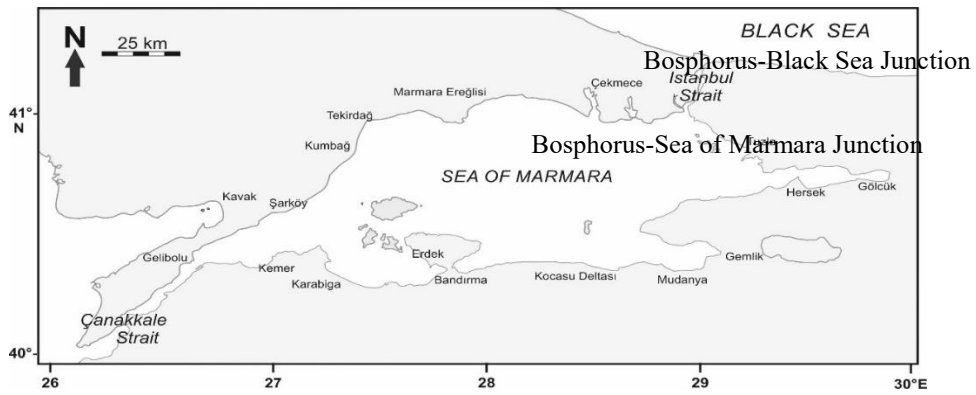 BLACK SEA
N
25 km
Bosphorus-Black Sea Junction
Istanbul
Strait
Çekmece
Marmara Ereğlisi
41°
N
Tekirdağ
Kumbağ
Bosphorus-Sea of Marmara Junction
Tuzla
SEA OF MARMARA
Kavak
Şarköy
Hersek
Gölcük
Gelibolu
Erdek
Gemlik
Kemer
Karabiga
Bandırma
Kocasu Deltası
Mudanya
Çanakkale
Strait
40°
26
27
28
29
30°E